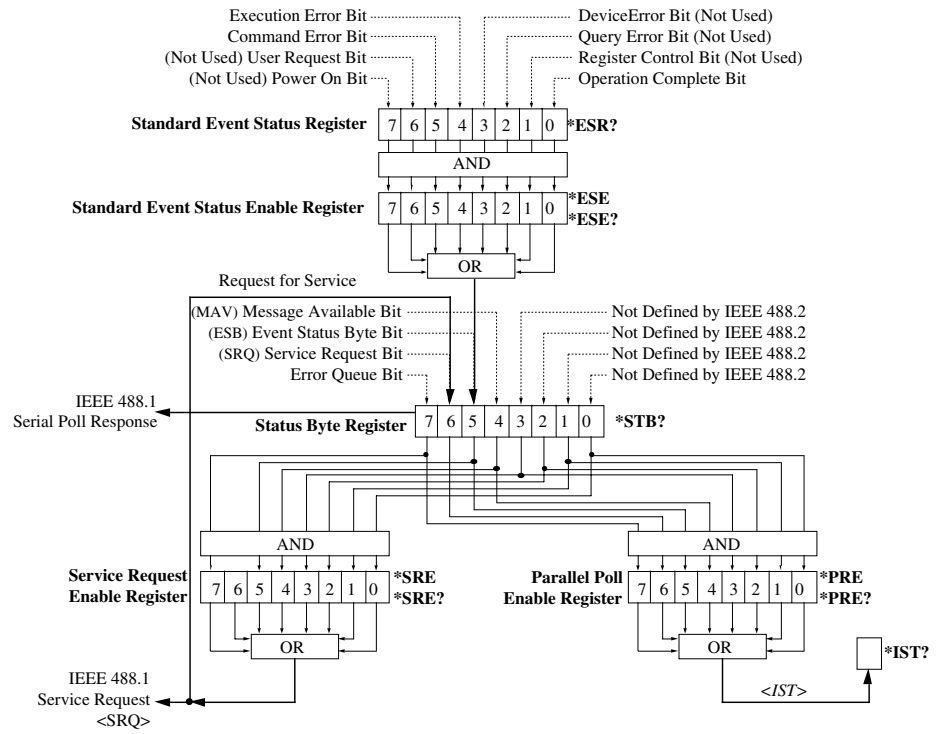 Execution Error Bit
DeviceError Bit (Not Used)
Command Error Bit
Query Error Bit (Not Used)
(Not Used) User Request Bit
Register Control Bit (Not Used)
(Not Used) Power On Bit
Operation Complete Bit
Standard Event Status Register
7 6 5 4 3 2 1 0
*ESR?
AND
Standard Event Status Enable Register
7 6 5 4 3 2 1 0
*ESE
*ESE?
OR
Request for Service
(MAV) Message Available Bit
Not Defined by IEEE 488.2
(ESB) Event Status Byte Bit
Not Defined by IEEE 488.2
(SRQ) Service Request Bit
Not Defined by IEEE 488.2
Error Queue Bit
Not Defined by IEEE 488.2
IEEE 488.1
Serial Poll Response
Status Byte Register
7 6 5 4 3 2 1 0
*STB?
AND
AND
Service Request
Enable Register
7 6 5 4 3 2 1 0
*SRE
*SRE?
Parallel Poll
Enable Register
7 6 5 4 3 2 1 0
*PRE
*PRE?
OR
OR
*IST?
IEEE 488.1
Service Request
<SRQ>
<IST>